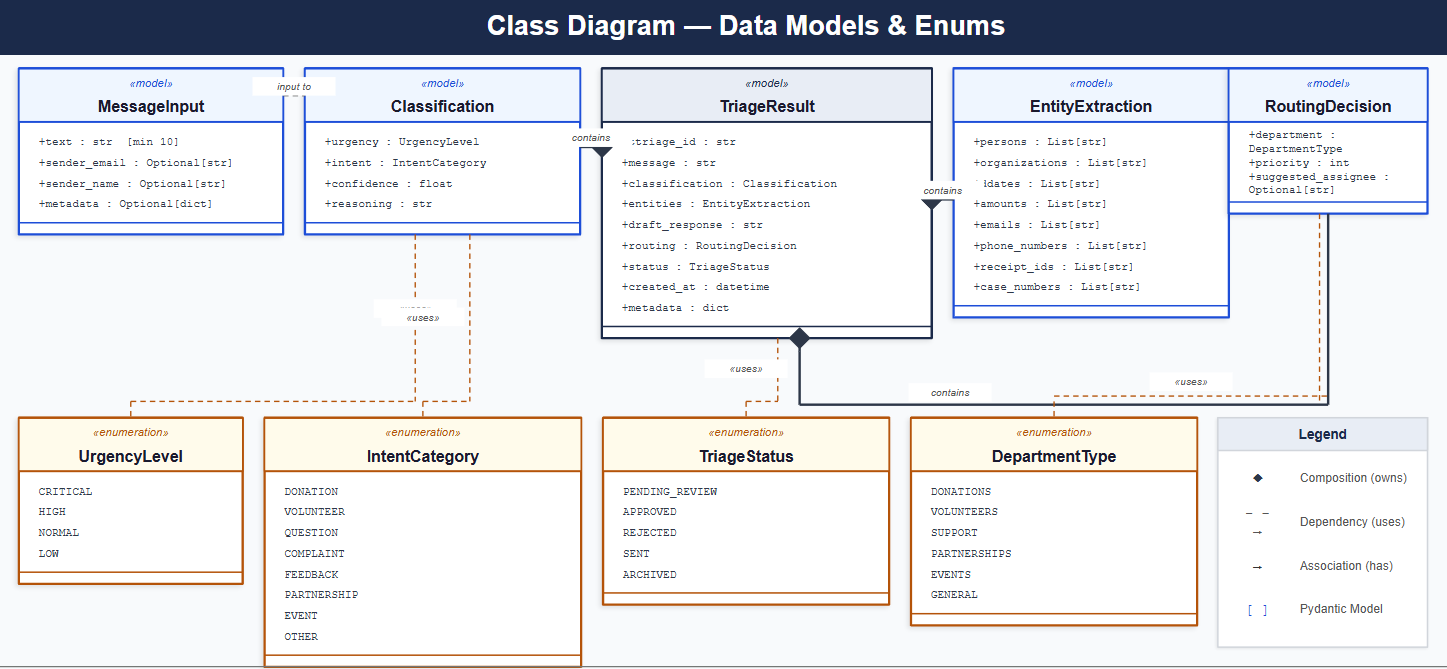 Class Diagram — Data Models & Enums
«model»
MessageInput
+text : str [min 10]
+sender_email : Optional[str]
+sender_name : Optional[str]
+metadata : Optional[dict]
input to
«model»
Classification
+urgency : UrgencyLevel
+intent : IntentCategory
+confidence : float
+reasoning : str
contains
«model»
TriageResult
triage_id : str
+message : str
+classification : Classification
+entities : EntityExtraction
+draft_response : str
+routing : RoutingDecision
+status : TriageStatus
+created_at : datetime
+metadata : dict
contains
«model»
EntityExtraction
+persons : List[str]
+organizations : List[str]
dates : List[str]
+amounts : List[str]
+emails : List[str]
+phone_numbers : List[str]
+receipt_ids : List[str]
+case_numbers : List[str]
«model»
RoutingDecision
+department :
DepartmentType
+priority : int
+suggested_assignee :
Optional[str]
«uses»
«uses»
contains
«uses»
«enumeration»
UrgencyLevel
CRITICAL
HIGH
NORMAL
LOW
«enumeration»
IntentCategory
DONATION
VOLUNTEER
QUESTION
COMPLAINT
FEEDBACK
PARTNERSHIP
EVENT
OTHER
«enumeration»
TriageStatus
PENDING_REVIEW
APPROVED
REJECTED
SENT
ARCHIVED
«enumeration»
DepartmentType
DONATIONS
VOLUNTEERS
SUPPORT
PARTNERSHIPS
EVENTS
GENERAL
Legend
◆ Composition (owns)
– –
→ Dependency (uses)
→ Association (has)
[ ] Pydantic Model